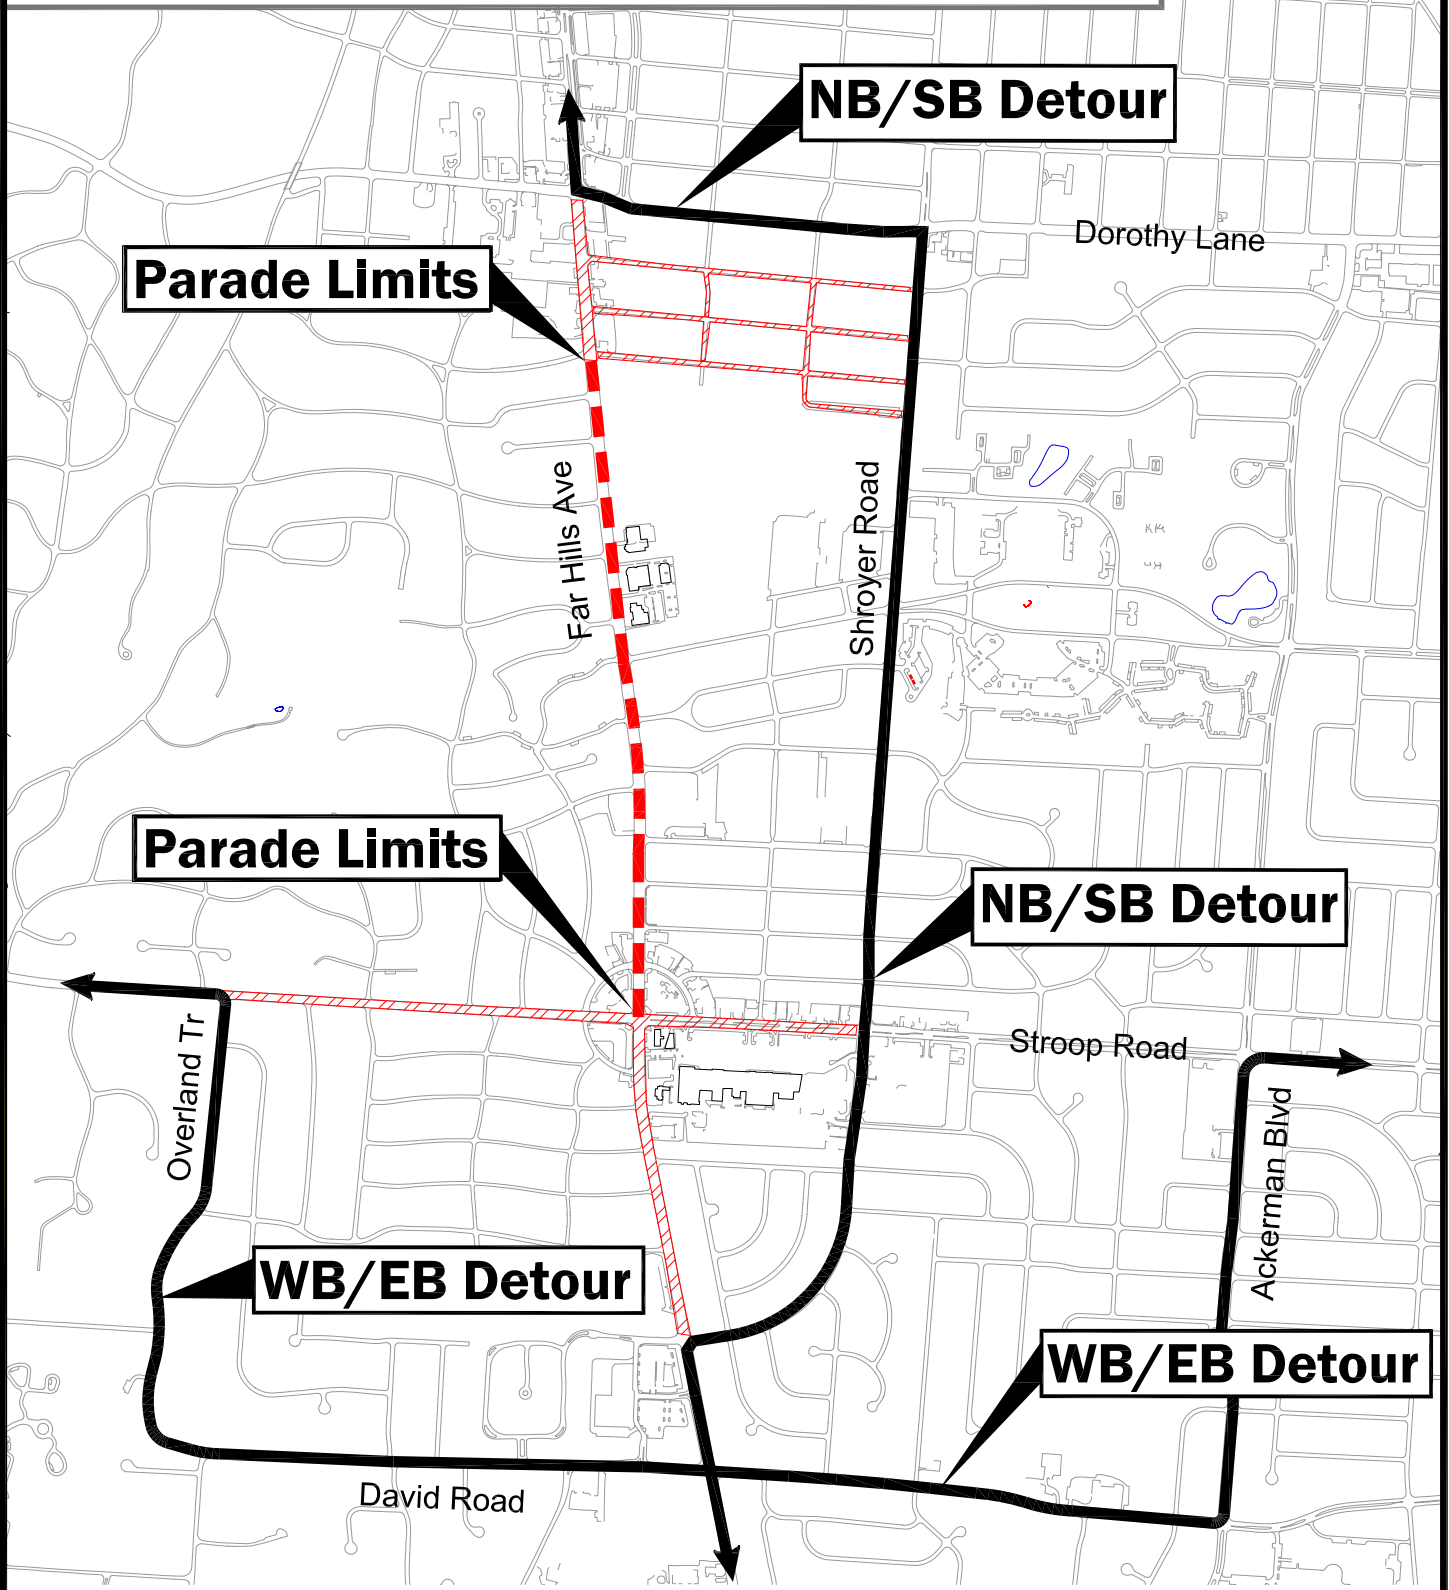 NB/SB Detour
Dorothy Lane
Parade Limits
Far Hills Ave
Shroyer Road
Parade Limits
NB/SB Detour
Stroop Road
Overland Tr
Ackerman Blvd
WB/EB Detour
WB/EB Detour
David Road